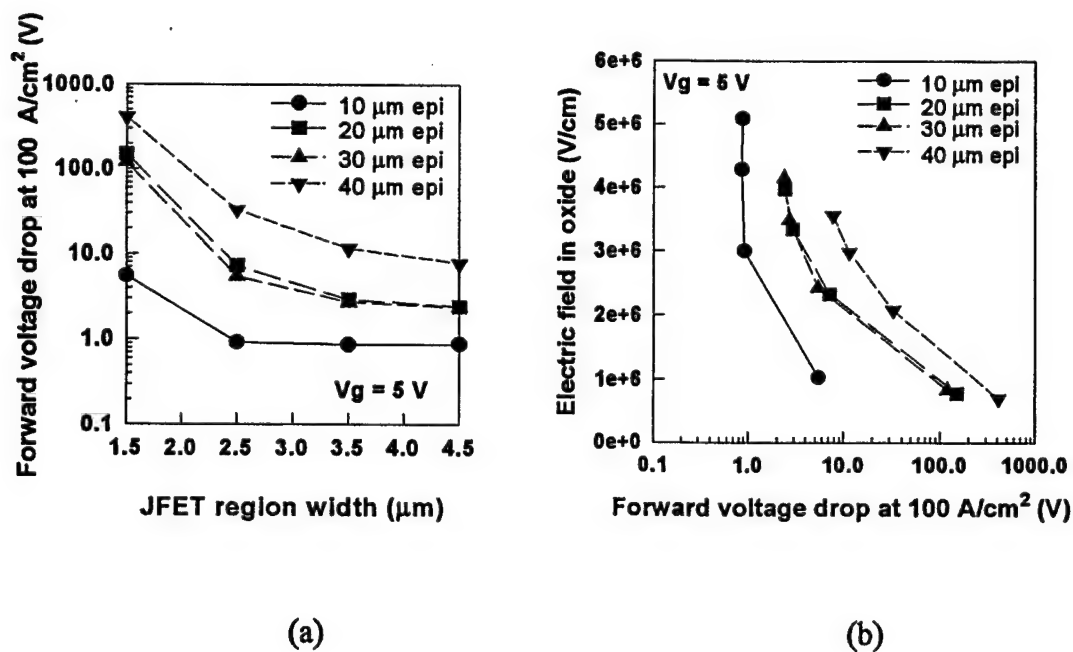 Forward voltage drop at 100 A/cm² (V)
1000.0
100.0
10.0
1.0
0.1
10 μm epi
20 μm epi
30 μm epi
40 μm epi
Vg = 5 V
1.5 2.0 2.5 3.0 3.5 4.0 4.5
JFET region width (μm)
(a)
Electric field in oxide (V/cm)
6e+6
5e+6
4e+6
3e+6
2e+6
1e+6
0e+0
Vg = 5 V
10 μm epi
20 μm epi
30 μm epi
40 μm epi
0.1 1.0 10.0 100.0 1000.0
Forward voltage drop at 100 A/cm² (V)
(b)